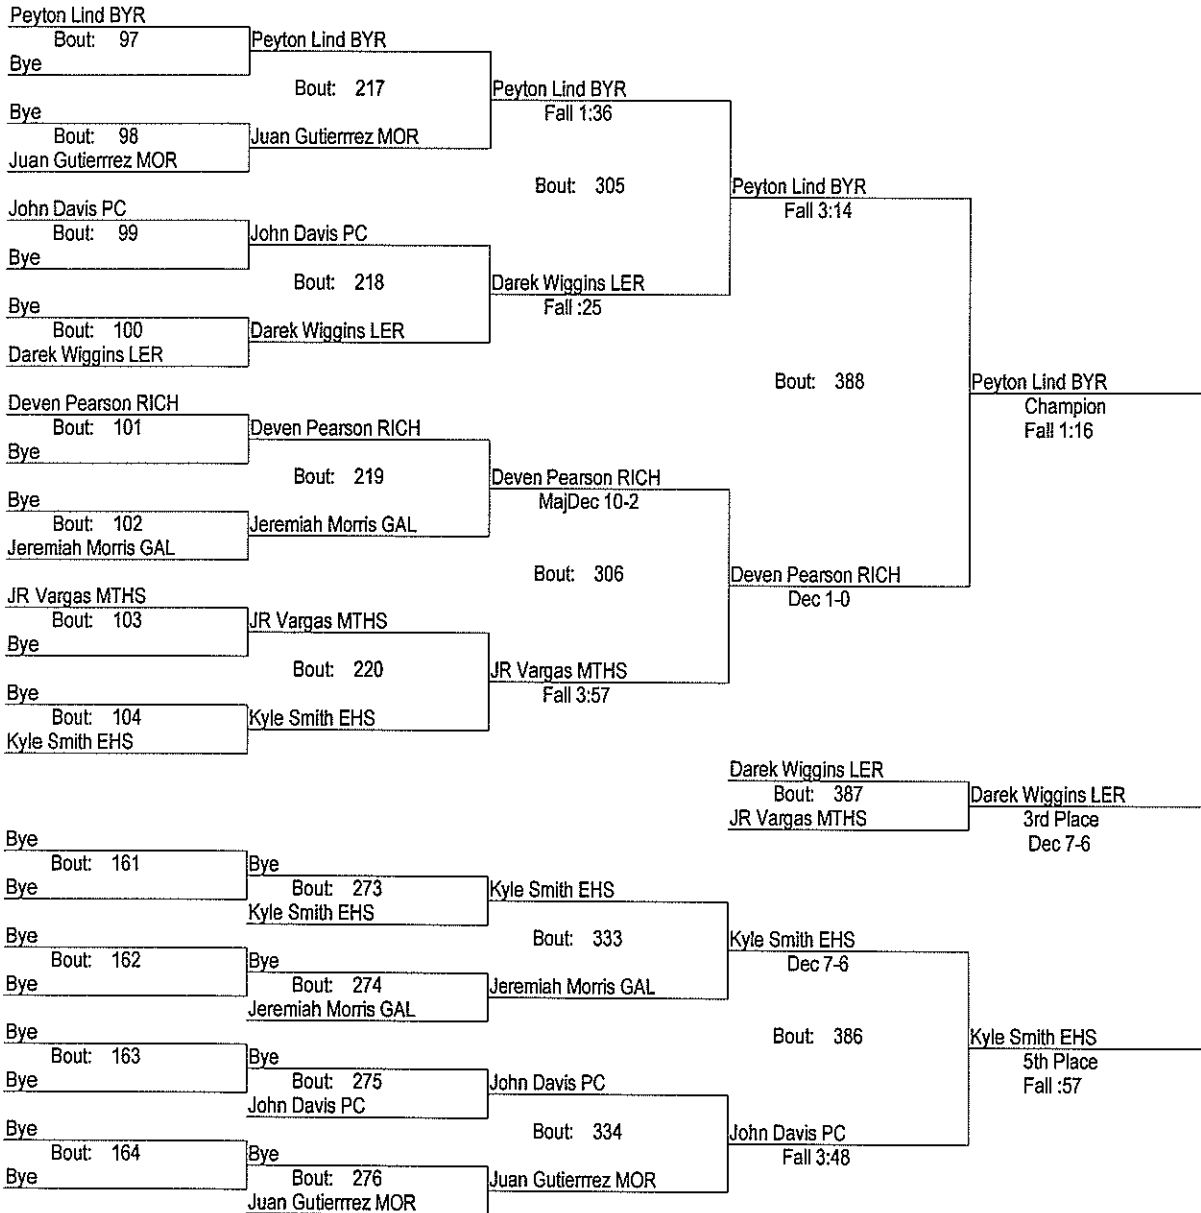 Peyton Lind BYR
Bout: 97
Bye
Peyton Lind BYR
Bout: 217
Peyton Lind BYR
Fall 1:36
Bye
Bout: 98
Juan Gutierrrez MOR
Juan Gutierrrez MOR
Bout: 305
Peyton Lind BYR
Fall 3:14
John Davis PC
Bout: 99
Bye
John Davis PC
Bout: 218
Darek Wiggins LER
Fall :25
Bye
Bout: 100
Darek Wiggins LER
Darek Wiggins LER
Bout: 388
Peyton Lind BYR
Champion
Fall 1:16
Deven Pearson RICH
Bout: 101
Bye
Deven Pearson RICH
Bout: 219
Deven Pearson RICH
MajDec 10-2
Bye
Bout: 102
Jeremiah Morris GAL
Jeremiah Morris GAL
Bout: 306
Deven Pearson RICH
Dec 1-0
JR Vargas MTHS
Bout: 103
Bye
JR Vargas MTHS
Bout: 220
JR Vargas MTHS
Fall 3:57
Bye
Bout: 104
Kyle Smith EHS
Kyle Smith EHS
Darek Wiggins LER
Bout: 387
JR Vargas MTHS
Darek Wiggins LER
3rd Place
Dec 7-6
Bye
Bout: 161
Bye
Bye
Bout: 273
Kyle Smith EHS
Kyle Smith EHS
Bout: 333
Kyle Smith EHS
Dec 7-6
Bye
Bout: 162
Bye
Bye
Bout: 274
Jeremiah Morris GAL
Jeremiah Morris GAL
Bout: 386
Kyle Smith EHS
5th Place
Fall :57
Bye
Bout: 163
Bye
Bye
Bout: 275
John Davis PC
John Davis PC
Bout: 334
John Davis PC
Fall 3:48
Bye
Bout: 164
Bye
Bye
Bout: 276
Juan Gutierrrez MOR
Juan Gutierrrez MOR